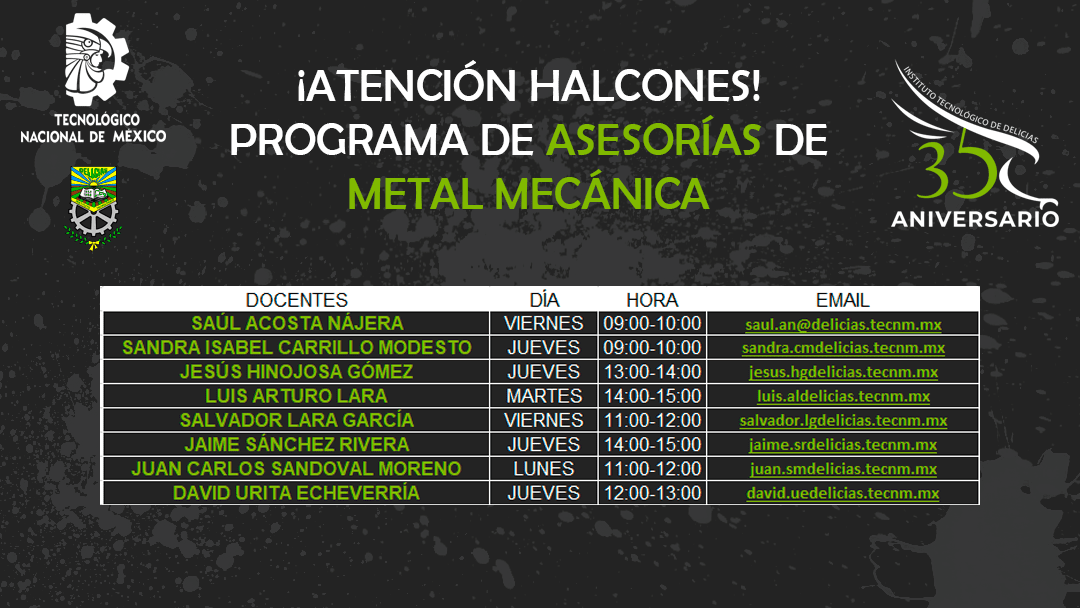 TECNOLÓGICO
NACIONAL DE MÉXICO
DELICIAS
¡ATENCIÓN HALCONES!
PROGRAMA DE ASESORÍAS DE
METAL MECÁNICA
INSTITUTO TECNOLÓGICO DE DELICIAS
35
ANIVERSARIO
DOCENTES DÍA HORA EMAIL
SAÚL ACOSTA NÁJERA VIERNES 09:00-10:00 saul.an@delicias.tecnm.mx
SANDRA ISABEL CARRILLO MODESTO JUEVES 09:00-10:00 sandra.cmdelicias.tecnm.mx
JESÚS HINOJOSA GÓMEZ JUEVES 13:00-14:00 jesus.hgdelicias.tecnm.mx
LUIS ARTURO LARA MARTES 14:00-15:00 luis.aldelicias.tecnm.mx
SALVADOR LARA GARCÍA VIERNES 11:00-12:00 salvador.lgdelicias.tecnm.mx
JAIME SÁNCHEZ RIVERA JUEVES 14:00-15:00 jaime.srdelicias.tecnm.mx
JUAN CARLOS SANDOVAL MORENO LUNES 11:00-12:00 juan.smdelicias.tecnm.mx
DAVID URITA ECHEVERRÍA JUEVES 12:00-13:00 david.uedelicias.tecnm.mx